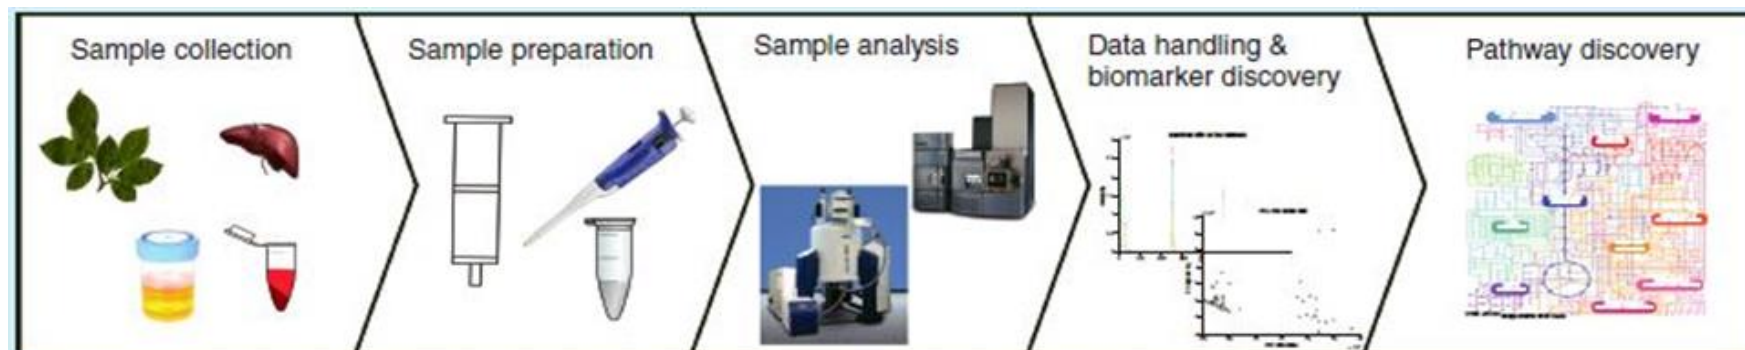 Sample collection
Sample preparation
Sample analysis
Data handling &
biomarker discovery
Pathway discovery